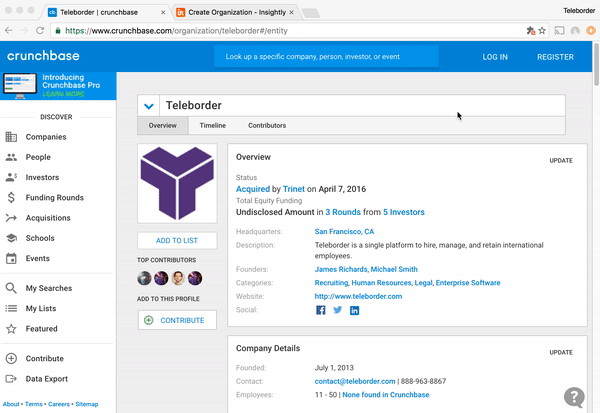 Teleborder | crunchbase
Create Organization - Insightly
Teleborder
https://www.crunchbase.com/organization/teleborder#/entity
crunchbase
Look up a specific company, person, investor, or event
LOG IN
REGISTER
Introducing
Crunchbase Pro
LEARN MORE
DISCOVER
Companies
People
Investors
Funding Rounds
Acquisitions
Schools
Events
My Searches
My Lists
Featured
Contribute
Data Export
About • Terms • Careers • Sitemap
Teleborder
Overview
Timeline
Contributors
ADD TO LIST
TOP CONTRIBUTORS
ADD TO THIS PROFILE
CONTRIBUTE
Overview
UPDATE
Status
Acquired by Trinet on April 7, 2016
Total Equity Funding
Undisclosed Amount in 3 Rounds from 5 Investors
Headquarters: San Francisco, CA
Description: Teleborder is a single platform to hire, manage, and retain international
employees.
Founders: James Richards, Michael Smith
Categories: Recruiting, Human Resources, Legal, Enterprise Software
Website: http://www.teleborder.com
Social:
Company Details
UPDATE
Founded: July 1, 2013
Contact: contact@teleborder.com | 888-963-8867
Employees: 11 - 50 | None found in Crunchbase